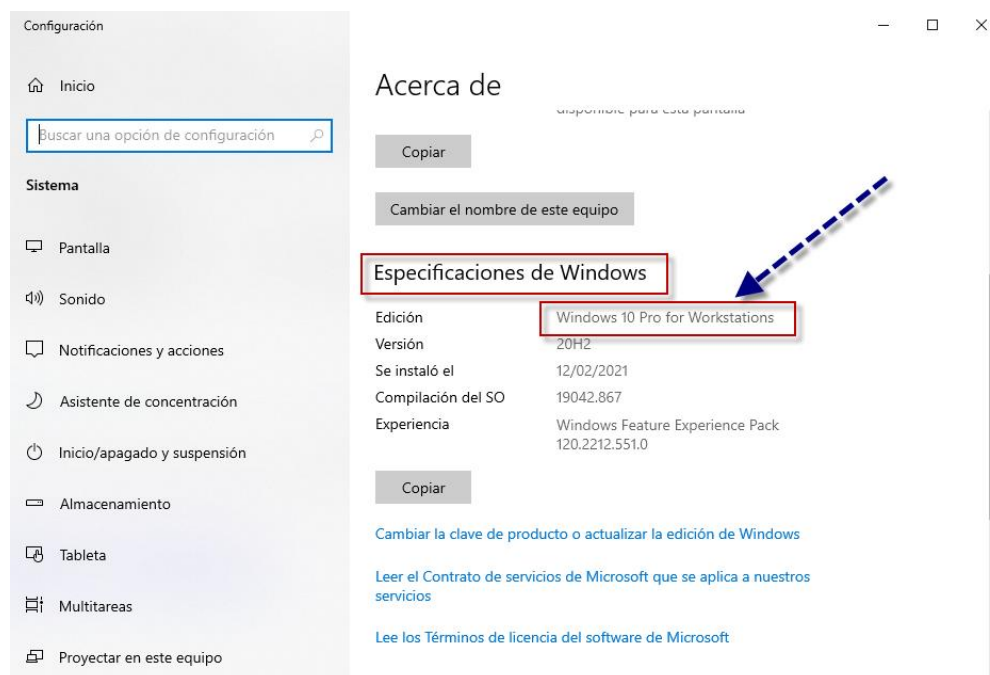 Configuración
Inicio
Buscar una opción de configuración
Sistema
Pantalla
Sonido
Notificaciones y acciones
Asistente de concentración
Inicio/apagado y suspensión
Almacenamiento
Tableta
Multitareas
Proyectar en este equipo
Acerca de
disponible para esta pantalla
Copiar
Cambiar el nombre de este equipo
Especificaciones de Windows
Edición Windows 10 Pro for Workstations
Versión 20H2
Se instaló el 12/02/2021
Compilación del SO 19042.867
Experiencia Windows Feature Experience Pack
120.2212.551.0
Copiar
Cambiar la clave de producto o actualizar la edición de Windows
Leer el Contrato de servicios de Microsoft que se aplica a nuestros
servicios
Lee los Términos de licencia del software de Microsoft